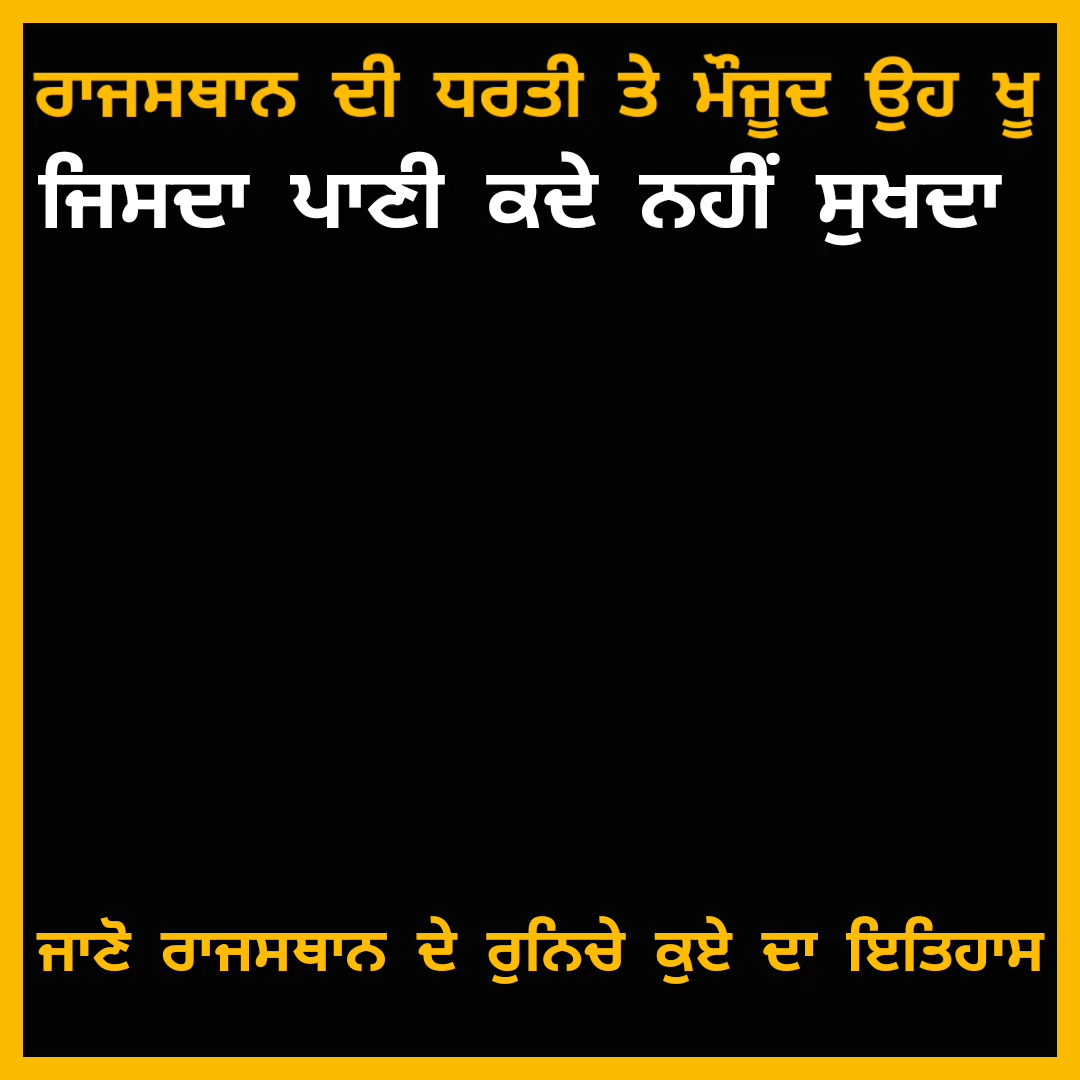 ਰਾਜਸਥਾਨ ਦੀ ਧਰਤੀ ਤੇ ਮੌਜੂਦ ਉਹ ਖੂ
ਜਿਸਦਾ ਪਾਣੀ ਕਦੇ ਨਹੀਂ ਸੁਖਦਾ
ਜਾਣੋ ਰਾਜਸਥਾਨ ਦੇ ਰੁਨਿਚੇ ਕੁਏ ਦਾ ਇਤਿਹਾਸ